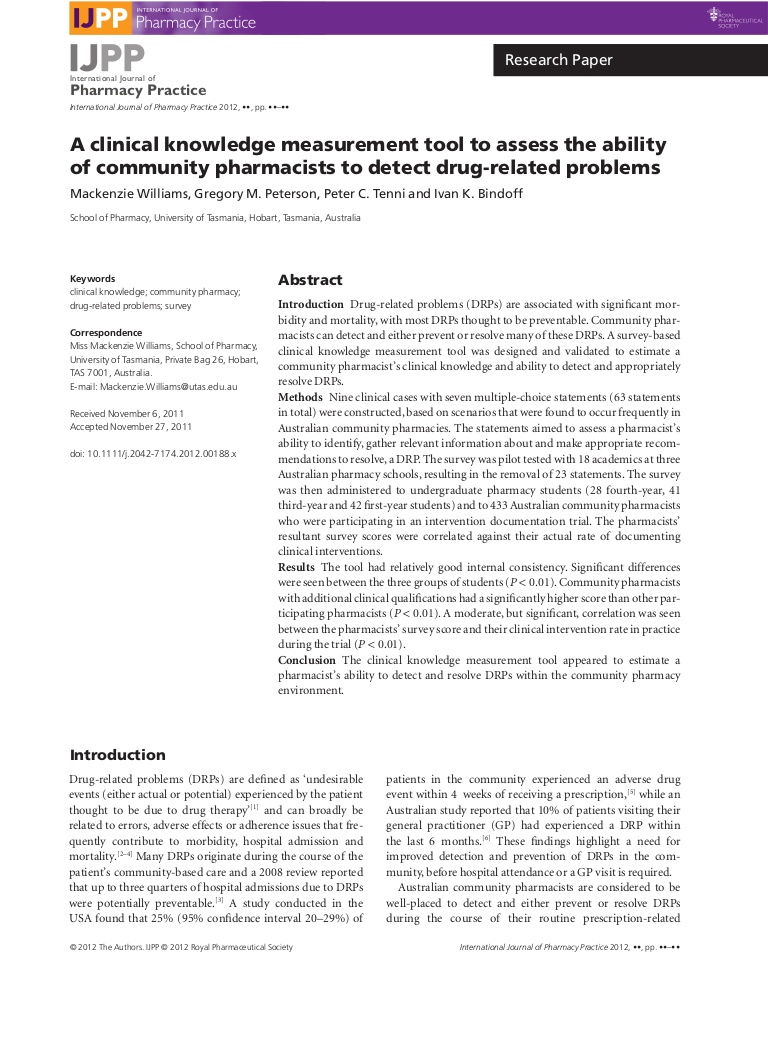 IJPP
INTERNATIONAL JOURNAL OF
Pharmacy Practice
ROYAL
PHARMACEUTICAL
SOCIETY
IJPP
International Journal of
Pharmacy Practice
International Journal of Pharmacy Practice 2012, ••, pp. ••–••
Research Paper
A clinical knowledge measurement tool to assess the ability
of community pharmacists to detect drug-related problems
Mackenzie Williams, Gregory M. Peterson, Peter C. Tenni and Ivan K. Bindoff
School of Pharmacy, University of Tasmania, Hobart, Tasmania, Australia
Keywords
clinical knowledge; community pharmacy;
drug-related problems; survey
Correspondence
Miss Mackenzie Williams, School of Pharmacy,
University of Tasmania, Private Bag 26, Hobart,
TAS 7001, Australia.
E-mail: Mackenzie.Williams@utas.edu.au
Received November 6, 2011
Accepted November 27, 2011
doi: 10.1111/j.2042-7174.2012.00188.x
Abstract
Introduction Drug-related problems (DRPs) are associated with significant mor-
bidity and mortality, with most DRPs thought to be preventable. Community phar-
macists can detect and either prevent or resolve many of these DRPs. A survey-based
clinical knowledge measurement tool was designed and validated to estimate a
community pharmacist's clinical knowledge and ability to detect and appropriately
resolve DRPs.
Methods Nine clinical cases with seven multiple-choice statements (63 statements
in total) were constructed, based on scenarios that were found to occur frequently in
Australian community pharmacies. The statements aimed to assess a pharmacist's
ability to identify, gather relevant information about and make appropriate recom-
mendations to resolve, a DRP. The survey was pilot tested with 18 academics at three
Australian pharmacy schools, resulting in the removal of 23 statements. The survey
was then administered to undergraduate pharmacy students (28 fourth-year, 41
third-year and 42 first-year students) and to 433 Australian community pharmacists
who were participating in an intervention documentation trial. The pharmacists'
resultant survey scores were correlated against their actual rate of documenting
clinical interventions.
Results The tool had relatively good internal consistency. Significant differences
were seen between the three groups of students (P < 0.01). Community pharmacists
with additional clinical qualifications had a significantly higher score than other par-
ticipating pharmacists (P < 0.01). A moderate, but significant, correlation was seen
between the pharmacists' survey score and their clinical intervention rate in practice
during the trial (P < 0.01).
Conclusion The clinical knowledge measurement tool appeared to estimate a
pharmacist's ability to detect and resolve DRPs within the community pharmacy
environment.
Introduction
Drug-related problems (DRPs) are defined as 'undesirable
events (either actual or potential) experienced by the patient
thought to be due to drug therapy'[1] and can broadly be
related to errors, adverse effects or adherence issues that fre-
quently contribute to morbidity, hospital admission and
mortality.[2–4] Many DRPs originate during the course of the
patient's community-based care and a 2008 review reported
that up to three quarters of hospital admissions due to DRPs
were potentially preventable.[3] A study conducted in the
USA found that 25% (95% confidence interval 20–29%) of
patients in the community experienced an adverse drug
event within 4 weeks of receiving a prescription,[5] while an
Australian study reported that 10% of patients visiting their
general practitioner (GP) had experienced a DRP within
the last 6 months.[6] These findings highlight a need for
improved detection and prevention of DRPs in the com-
munity, before hospital attendance or a GP visit is required.
Australian community pharmacists are considered to be
well-placed to detect and either prevent or resolve DRPs
during the course of their routine prescription-related
© 2012 The Authors. IJPP © 2012 Royal Pharmaceutical Society
International Journal of Pharmacy Practice 2012, ••, pp. ••–••